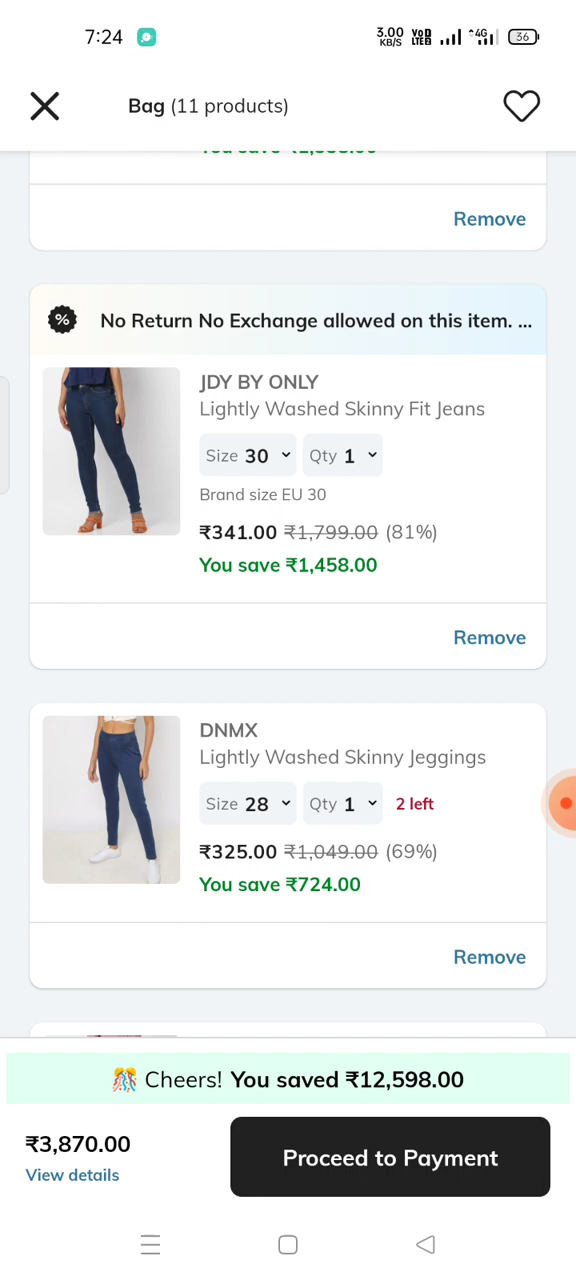 7:24
3.00 KB/S VoD LTE2 4G 36
Bag (11 products)
Remove
% No Return No Exchange allowed on this item. ...
JDY BY ONLY
Lightly Washed Skinny Fit Jeans
Size 30 Qty 1
Brand size EU 30
₹341.00 ₹1,799.00 (81%)
You save ₹1,458.00
Remove
DNMX
Lightly Washed Skinny Jeggings
Size 28 Qty 1 2 left
₹325.00 ₹1,049.00 (69%)
You save ₹724.00
Remove
Cheers! You saved ₹12,598.00
₹3,870.00
View details
Proceed to Payment